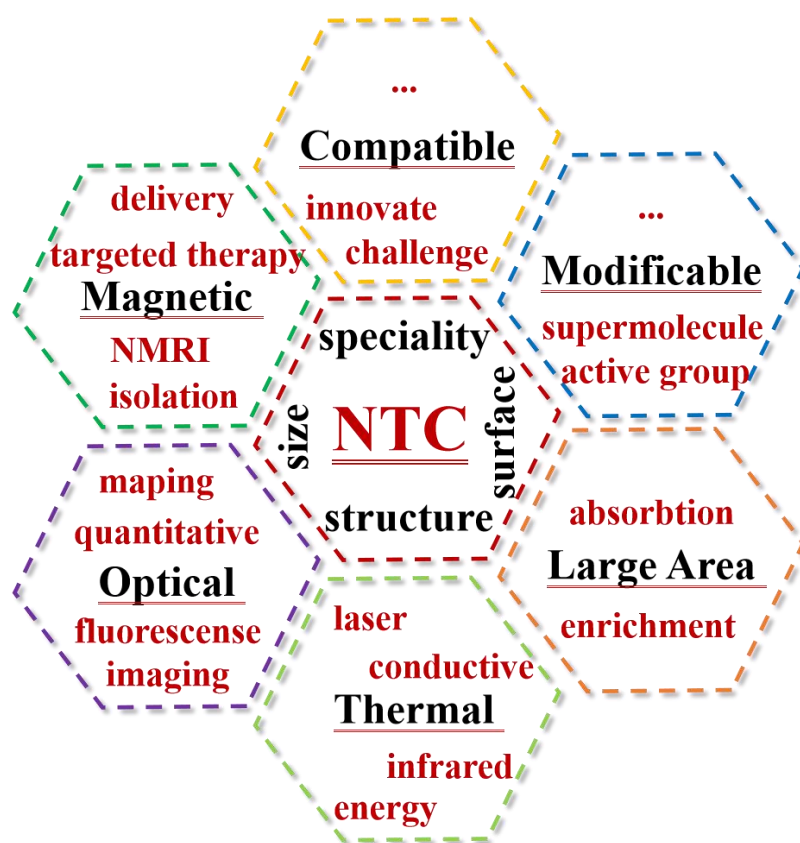 ...
Compatible
innovate
challenge
delivery
targeted therapy
Magnetic
NMRI
isolation
...
Modificable
supermolecule
active group
speciality
size
NTC
surface
structure
maping
quantitative
Optical
fluorescense
imaging
absorbtion
Large Area
enrichment
laser
conductive
Thermal
infrared
energy